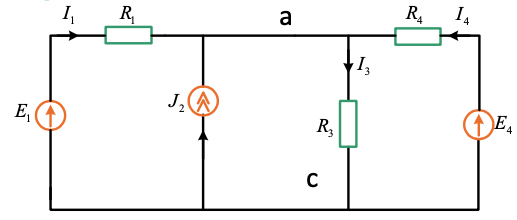 I₁ R₁ a R₄ I₄
I₃
J₂
E₁ R₃ E₄
c